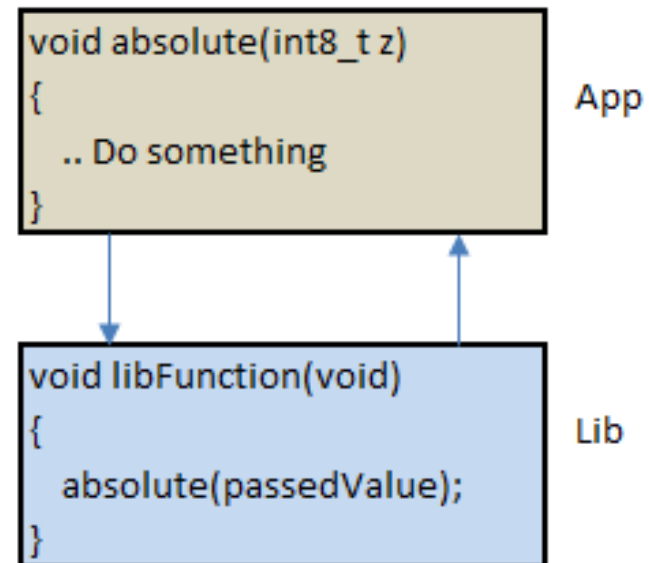 void absolute(int8_t z)
{
.. Do something
}
App
void libFunction(void)
{
absolute(passedValue);
}
Lib